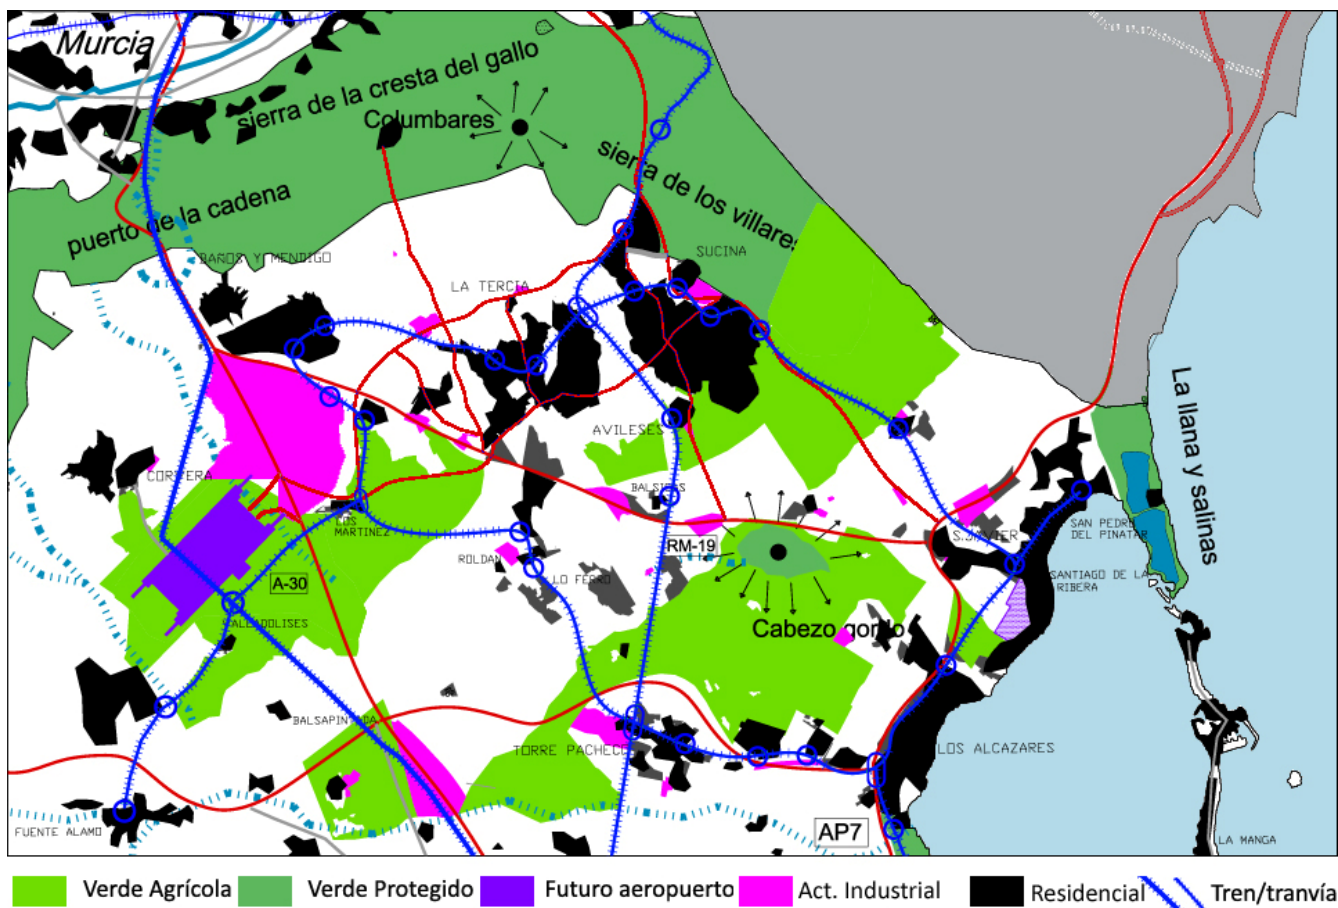 Murcia
sierra de la cresta del gallo
Columbares
sierra de los villares
puerto de la cadena
BAÑOS Y MENDIGO
SUCINA
LA TERCIA
La llana y salinas
AVILESES
CORVERA
BALSICAS
LOS
MARTINEZ
RM-19
S.JAVIER
SAN PEDRO
DEL PINATAR
ROLDAN
LO FERRO
A-30
SANTIAGO DE LA
RIBERA
VALLADOLISES
Cabezo gordo
BALSAPINTADA
TORRE PACHECO
LOS ALCAZARES
FUENTE ALAMO
AP7
LA MANGA
Verde Agrícola
Verde Protegido
Futuro aeropuerto
Act. Industrial
Residencial
Tren/tranvía